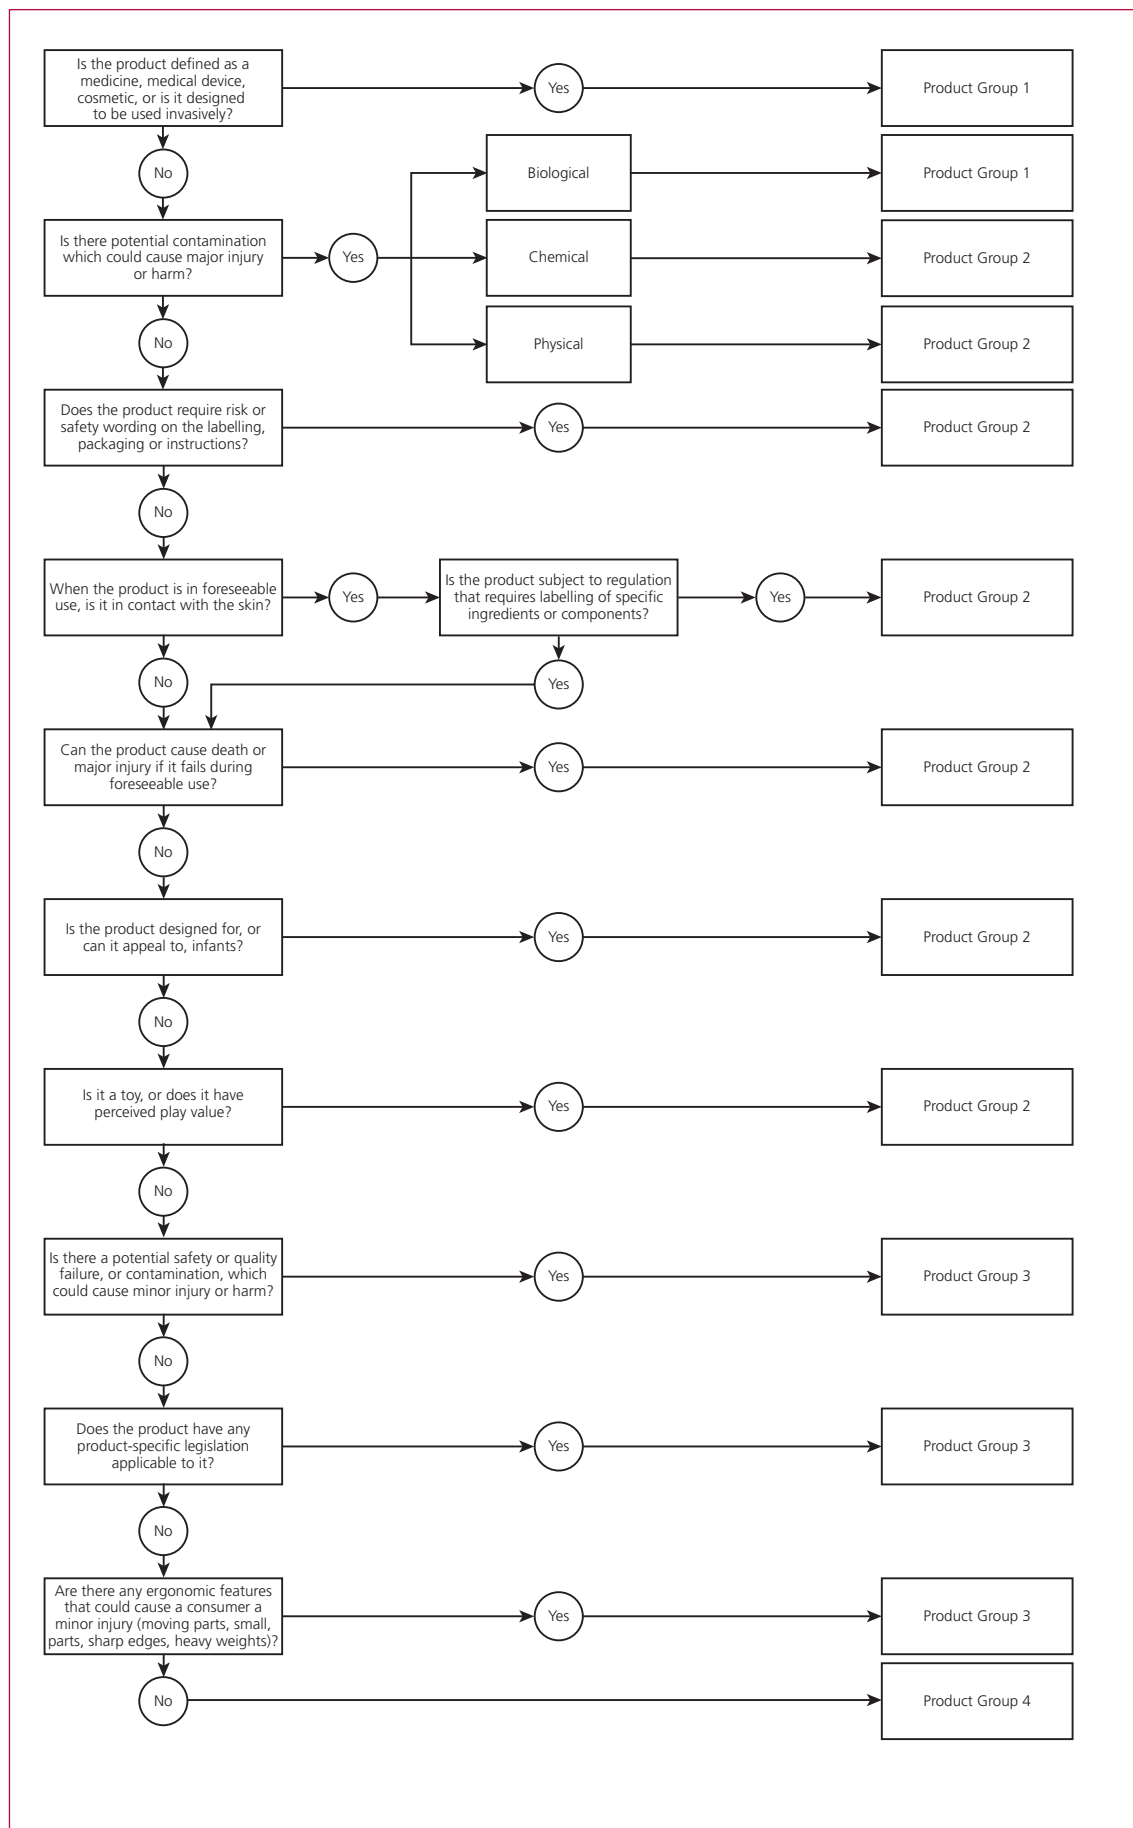 Is the product defined as a
medicine, medical device,
cosmetic, or is it designed
to be used invasively?
Yes
Product Group 1
No
Biological
Product Group 1
Is there potential contamination
which could cause major injury
or harm?
Yes
Chemical
Product Group 2
No
Physical
Product Group 2
Does the product require risk or
safety wording on the labelling,
packaging or instructions?
Yes
Product Group 2
No
When the product is in foreseeable
use, is it in contact with the skin?
Yes
Is the product subject to regulation
that requires labelling of specific
ingredients or components?
Yes
Product Group 2
No
Yes
Can the product cause death or
major injury if it fails during
foreseeable use?
Yes
Product Group 2
No
Is the product designed for, or
can it appeal to, infants?
Yes
Product Group 2
No
Is it a toy, or does it have
perceived play value?
Yes
Product Group 2
No
Is there a potential safety or quality
failure, or contamination, which
could cause minor injury or harm?
Yes
Product Group 3
No
Does the product have any
product-specific legislation
applicable to it?
Yes
Product Group 3
No
Are there any ergonomic features
that could cause a consumer a
minor injury (moving parts, small,
parts, sharp edges, heavy weights)?
Yes
Product Group 3
No
Product Group 4